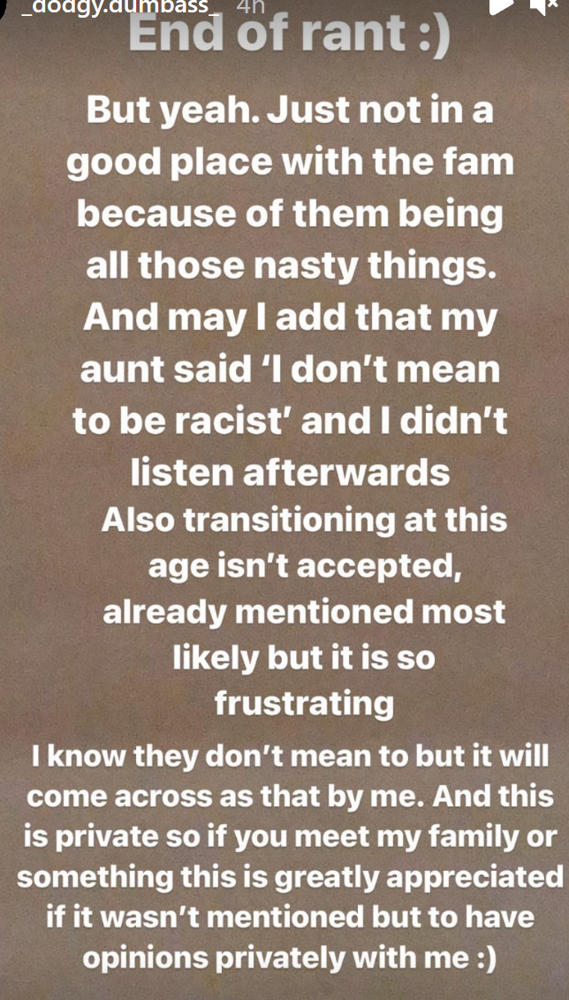 _dodgy.dumbass_ 4h
End of rant :)
But yeah. Just not in a
good place with the fam
because of them being
all those nasty things.
And may I add that my
aunt said ‘I don’t mean
to be racist’ and I didn’t
listen afterwards
Also transitioning at this
age isn’t accepted,
already mentioned most
likely but it is so
frustrating
I know they don’t mean to but it will
come across as that by me. And this
is private so if you meet my family or
something this is greatly appreciated
if it wasn’t mentioned but to have
opinions privately with me :)